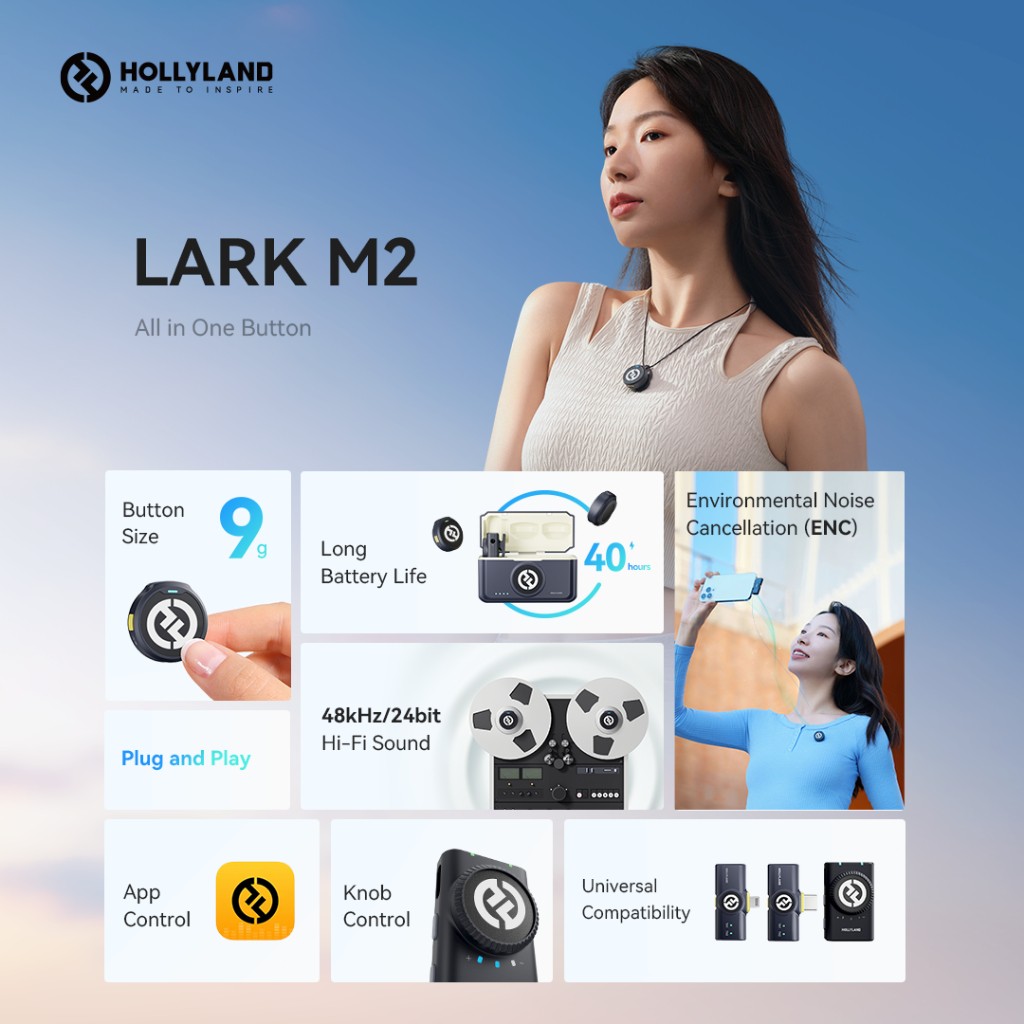 HOLLYLAND
MADE TO INSPIRE
LARK M2
All in One Button
Button
Size
9g
Long
Battery Life
40 hours
Environmental Noise
Cancellation (ENC)
48kHz/24bit
Hi-Fi Sound
Plug and Play
App
Control
Knob
Control
Universal
Compatibility
HOLLYLAND